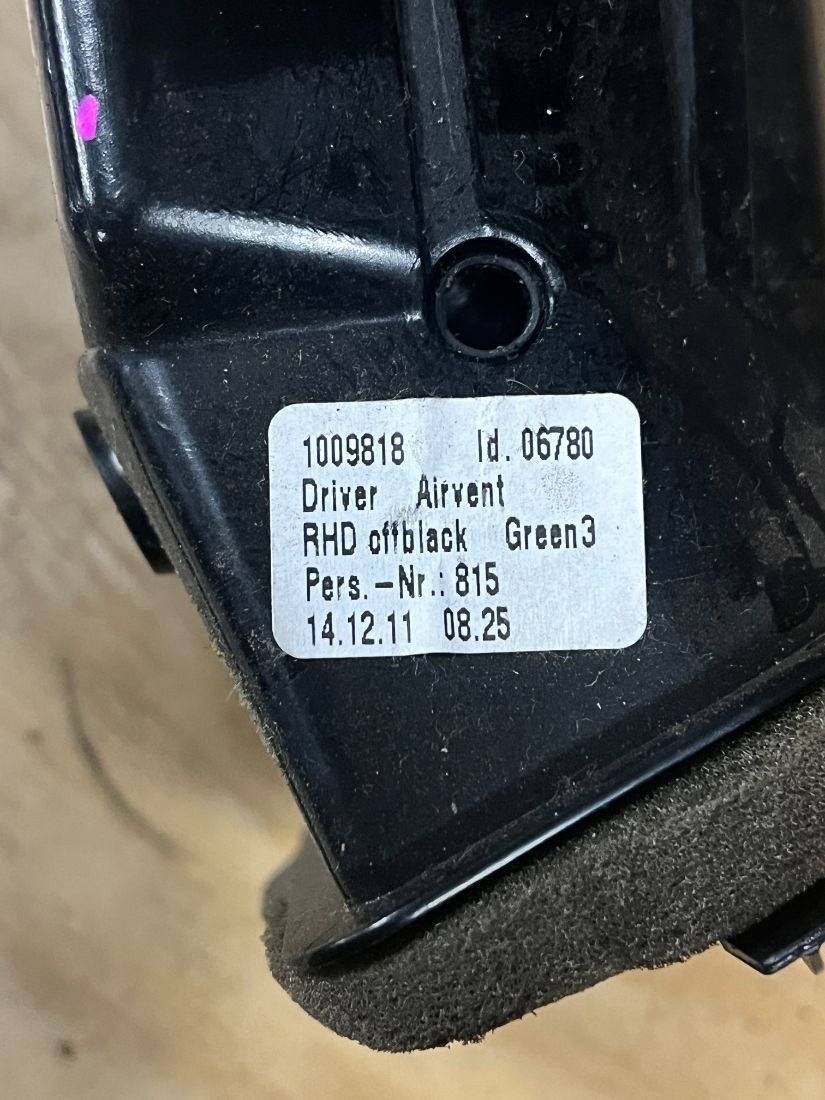 1009818 Id. 06780
Driver Airvent
RHD offblack Green3
Pers.-Nr.: 815
14.12.11 08.25